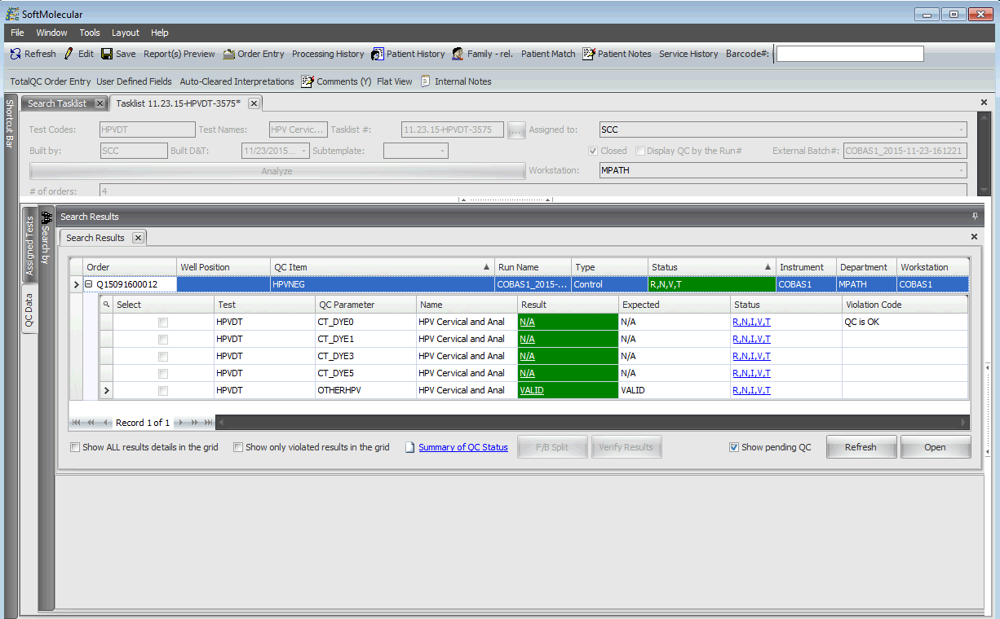 SoftMolecular
File Window Tools Layout Help
Refresh Edit Save Report(s) Preview Order Entry Processing History Patient History Family - rel. Patient Match Patient Notes Service History Barcode#:
TotalQC Order Entry User Defined Fields Auto-Cleared Interpretations Comments (Y) Flat View Internal Notes
Shortcut Bar
Search Tasklist Tasklist 11.23.15-HPVDT-3575*
Test Codes: HPVDT Test Names: HPV Cervic... Tasklist #: 11.23.15-HPVDT-3575 ... Assigned to: SCC
Built by: SCC Built D&T: 11/23/2015... Subtemplate: Closed Display QC by the Run# External Batch#: COBAS1_2015-11-23-161221
Analyze Workstation: MPATH
# of orders: 4
Assigned Tests
QC Data
Search by
Search Results
Search Results
Order Well Position QC Item Run Name Type Status Instrument Department Workstation
Q15091600012 HPVNEG COBAS1_2015-... Control R,N,V,T COBAS1 MPATH COBAS1
Select Test QC Parameter Name Result Expected Status Violation Code
HPVDT CT_DYE0 HPV Cervical and Anal N/A N/A R,N,I,V,T QC is OK
HPVDT CT_DYE1 HPV Cervical and Anal N/A N/A R,N,I,V,T
HPVDT CT_DYE3 HPV Cervical and Anal N/A N/A R,N,I,V,T
HPVDT CT_DYE5 HPV Cervical and Anal N/A N/A R,N,I,V,T
HPVDT OTHERHPV HPV Cervical and Anal VALID VALID R,N,I,V,T
Record 1 of 1
Show ALL results details in the grid Show only violated results in the grid Summary of QC Status F/B Split Verify Results Show pending QC Refresh Open